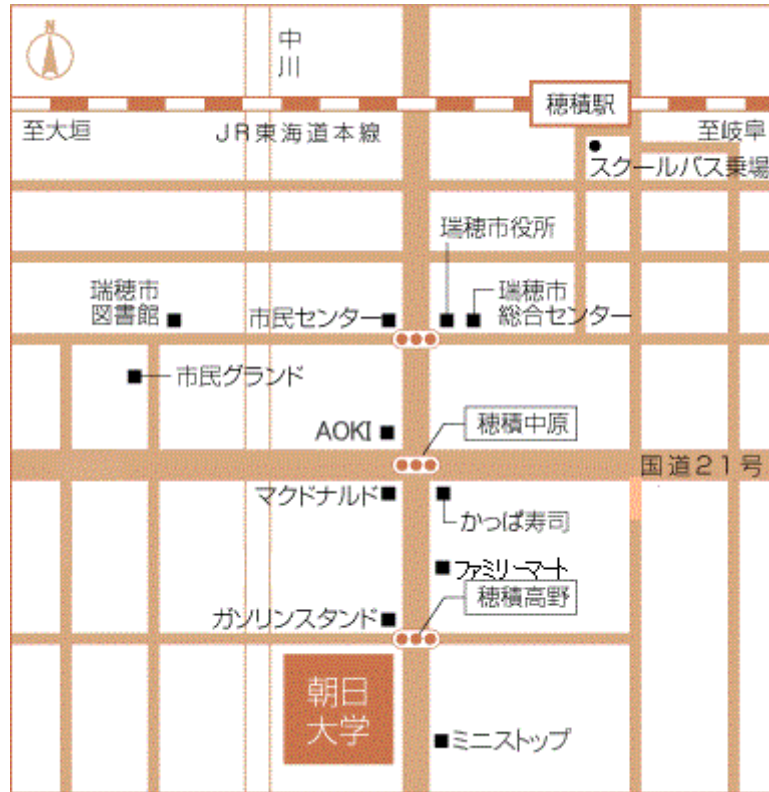 N
中
川
穂積駅
至大垣
JR東海道本線
至岐阜
スクールバス乗場
瑞穂市役所
瑞穂市
図書館
市民センター
瑞穂市
総合センター
市民グランド
AOKI
穂積中原
国道21号
マクドナルド
かっぱ寿司
ファミリーマート
穂積高野
ガソリンスタンド
朝日
大学
ミニストップ